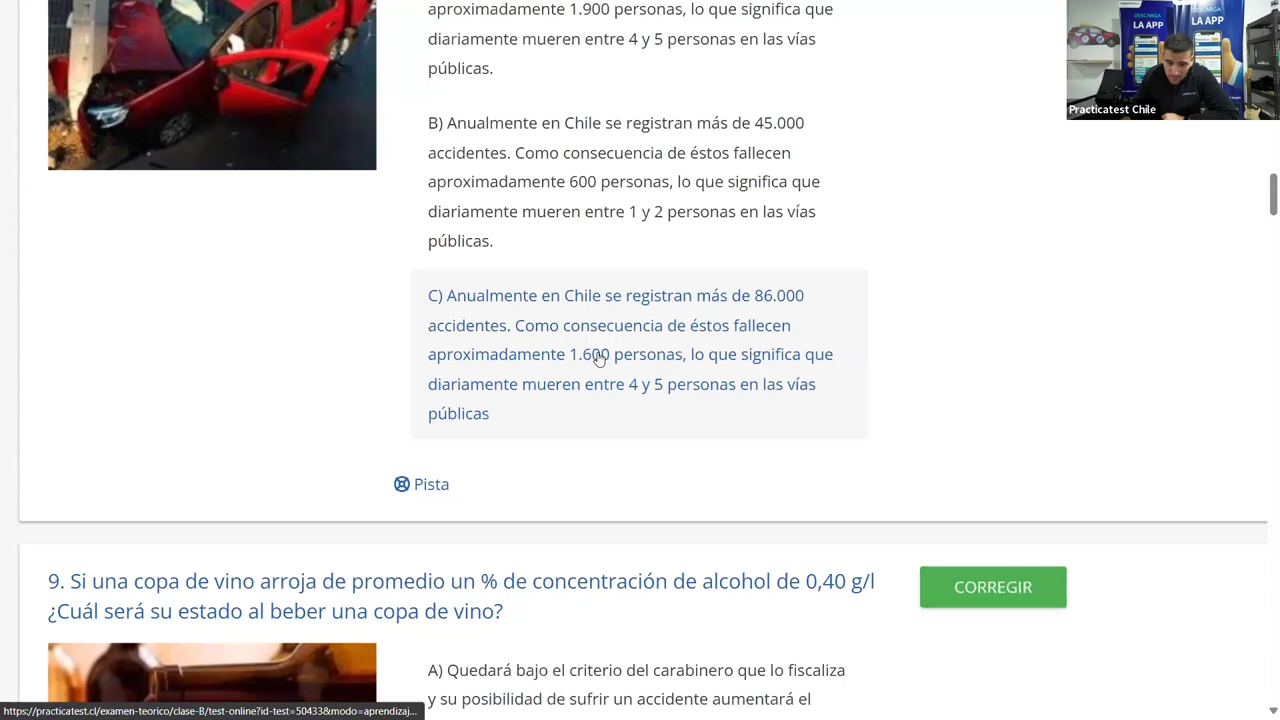 aproximadamente 1.900 personas, lo que significa que
diariamente mueren entre 4 y 5 personas en las vías
públicas.
DESCARGA
LA APP
DESCARGA
LA APP
Practicatest Chile
B) Anualmente en Chile se registran más de 45.000
accidentes. Como consecuencia de éstos fallecen
aproximadamente 600 personas, lo que significa que
diariamente mueren entre 1 y 2 personas en las vías
públicas.
C) Anualmente en Chile se registran más de 86.000
accidentes. Como consecuencia de éstos fallecen
aproximadamente 1.600 personas, lo que significa que
diariamente mueren entre 4 y 5 personas en las vías
públicas
Pista
9. Si una copa de vino arroja de promedio un % de concentración de alcohol de 0,40 g/l
¿Cuál será su estado al beber una copa de vino?
CORREGIR
A) Quedará bajo el criterio del carabinero que lo fiscaliza
y su posibilidad de sufrir un accidente aumentará el
https://practicatest.cl/examen-teorico/clase-B/test-online?id-test=50433&modo=aprendizaj...